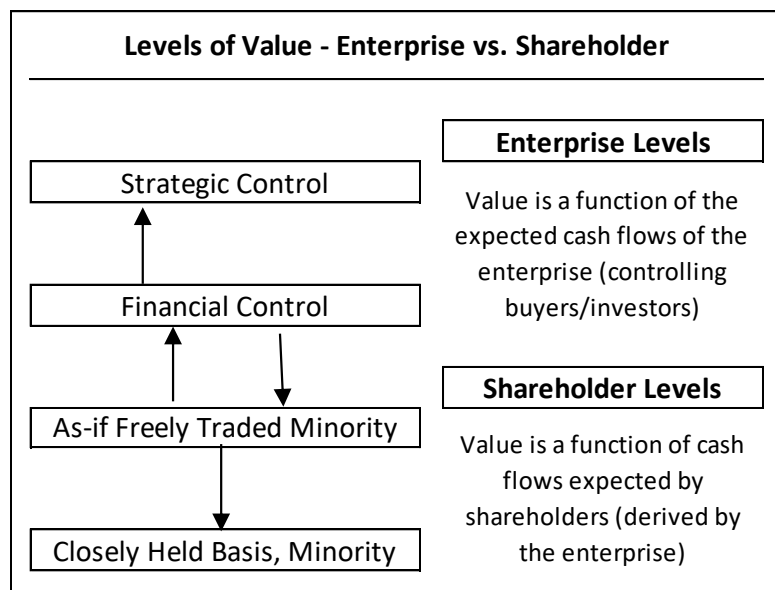 Levels of Value - Enterprise vs. Shareholder
Strategic Control
Financial Control
As-if Freely Traded Minority
Closely Held Basis, Minority
Enterprise Levels
Value is a function of the
expected cash flows of the
enterprise (controlling
buyers/investors)
Shareholder Levels
Value is a function of cash
flows expected by
shareholders (derived by
the enterprise)